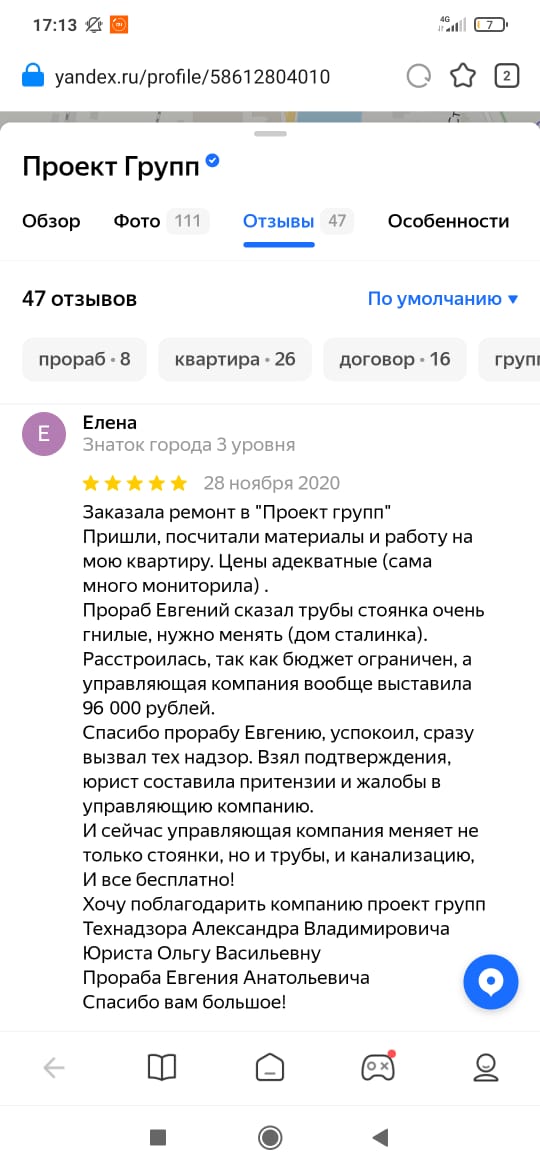 17:13
4G
7
yandex.ru/profile/58612804010
2
Проект Групп
Обзор Фото 111 Отзывы 47 Особенности
47 отзывов
По умолчанию ▼
прораб • 8 квартира • 26 договор • 16 груп
Е
Елена
Знаток города 3 уровня
28 ноября 2020
Заказала ремонт в "Проект групп"
Пришли, посчитали материалы и работу на
мою квартиру. Цены адекватные (сама
много мониторила) .
Прораб Евгений сказал трубы стоянка очень
гнилые, нужно менять (дом сталинка).
Расстроилась, так как бюджет ограничен, а
управляющая компания вообще выставила
96 000 рублей.
Спасибо прорабу Евгению, успокоил, сразу
вызвал тех надзор. Взял подтверждения,
юрист составила притензии и жалобы в
управляющию компанию.
И сейчас управляющая компания меняет не
только стоянки, но и трубы, и канализацию,
И все бесплатно!
Хочу поблагодарить компанию проект групп
Технадзора Александра Владимировича
Юриста Ольгу Васильевну
Прораба Евгения Анатольевича
Спасибо вам большое!